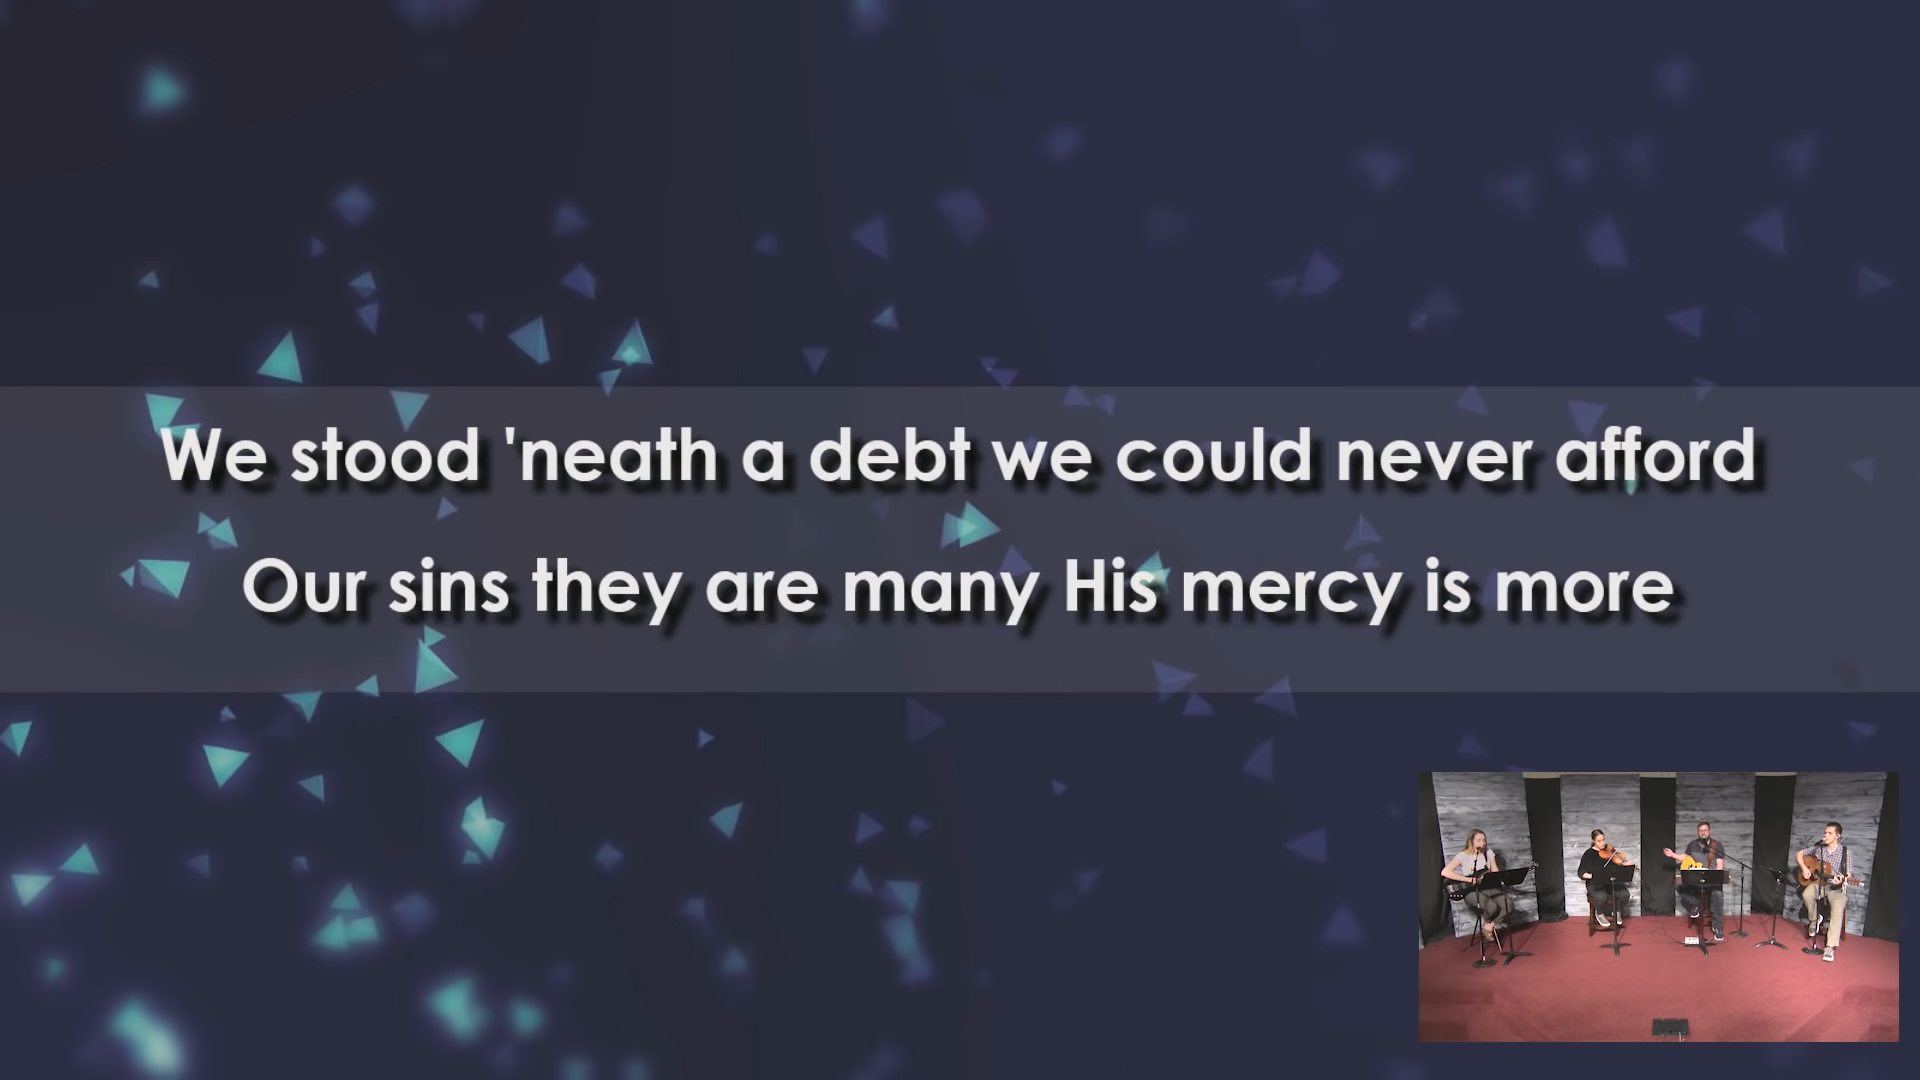 We stood 'neath a debt we could never afford
Our sins they are many His mercy is more